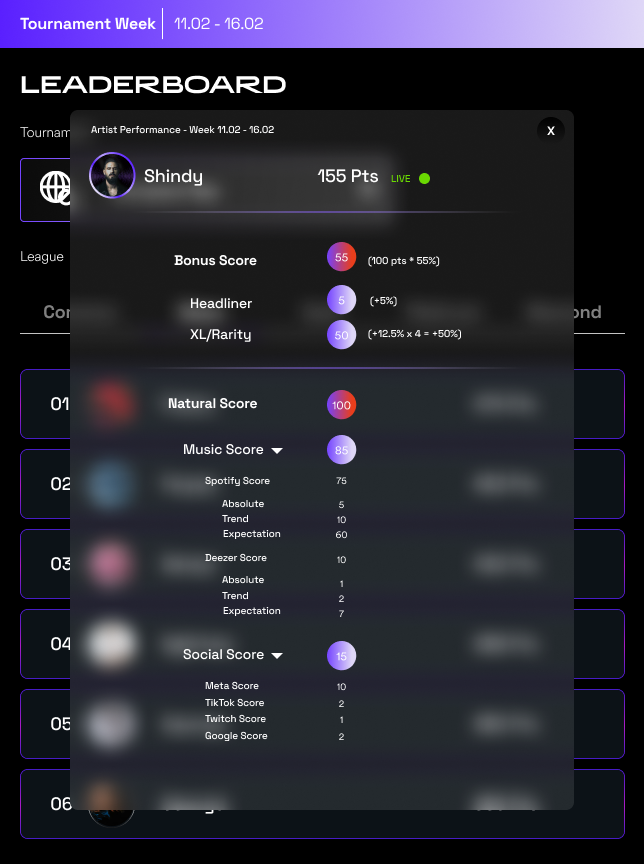 Tournament Week 11.02 - 16.02
LEADERBOARD
Artist Performance - Week 11.02 - 16.02
X
Shindy 155 Pts LIVE
League
Bonus Score 55 (100 pts * 55%)
Headliner 5 (+5%)
XL/Rarity 50 (+12.5% x 4 = +50%)
01
Natural Score 100
Music Score 85
02
Spotify Score 75
Absolute 5
Trend 10
Expectation 60
03
Deezer Score 10
Absolute 1
Trend 2
Expectation 7
04
Social Score 15
Meta Score 10
TikTok Score 2
05
Twitch Score 1
Google Score 2
06